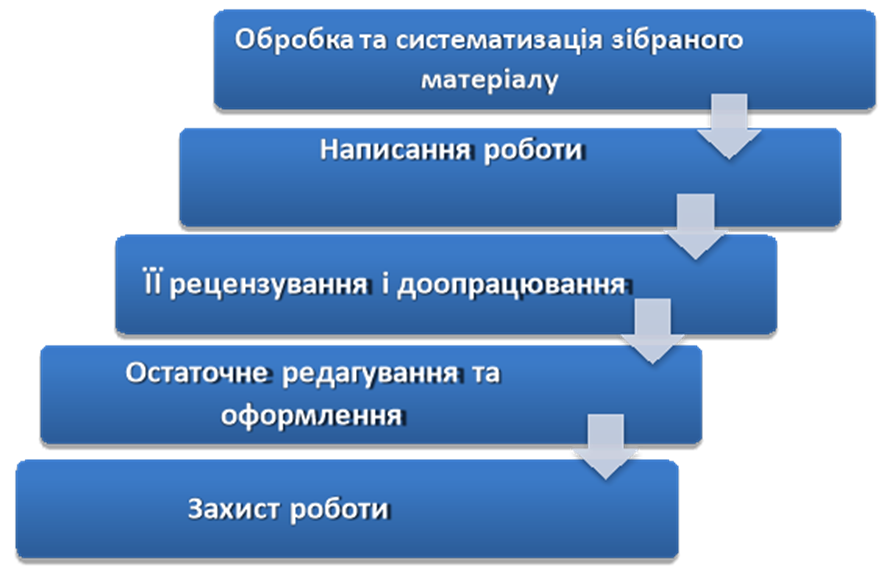 Обробка та систематизація зібраного
матеріалу
Написання роботи
ЇЇ рецензування і доопрацювання
Остаточне редагування та
оформлення
Захист роботи